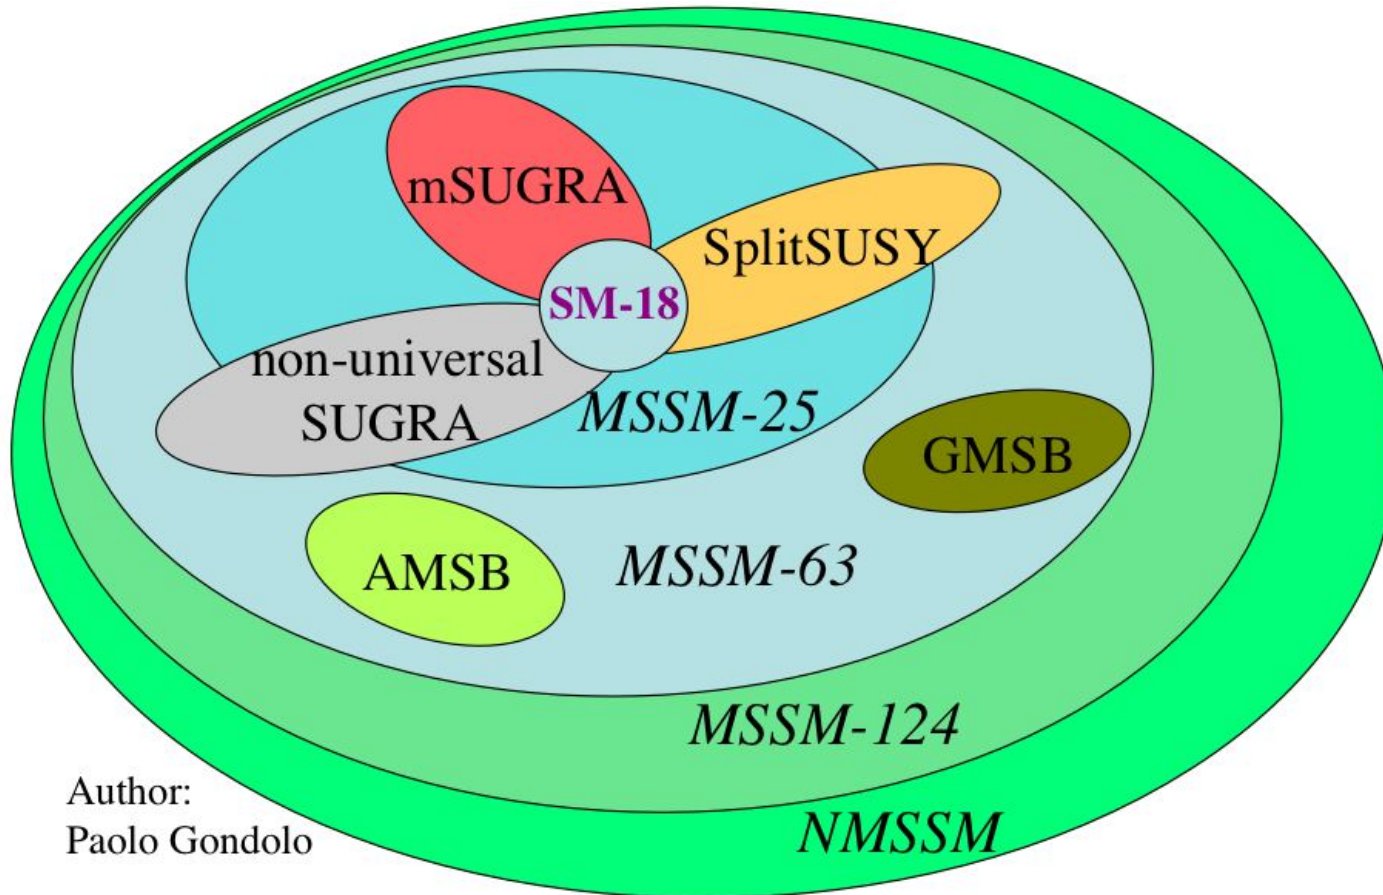 mSUGRA
SplitSUSY
SM-18
non-universal
SUGRA
MSSM-25
GMSB
AMSB
MSSM-63
MSSM-124
NMSSM
Author:
Paolo Gondolo